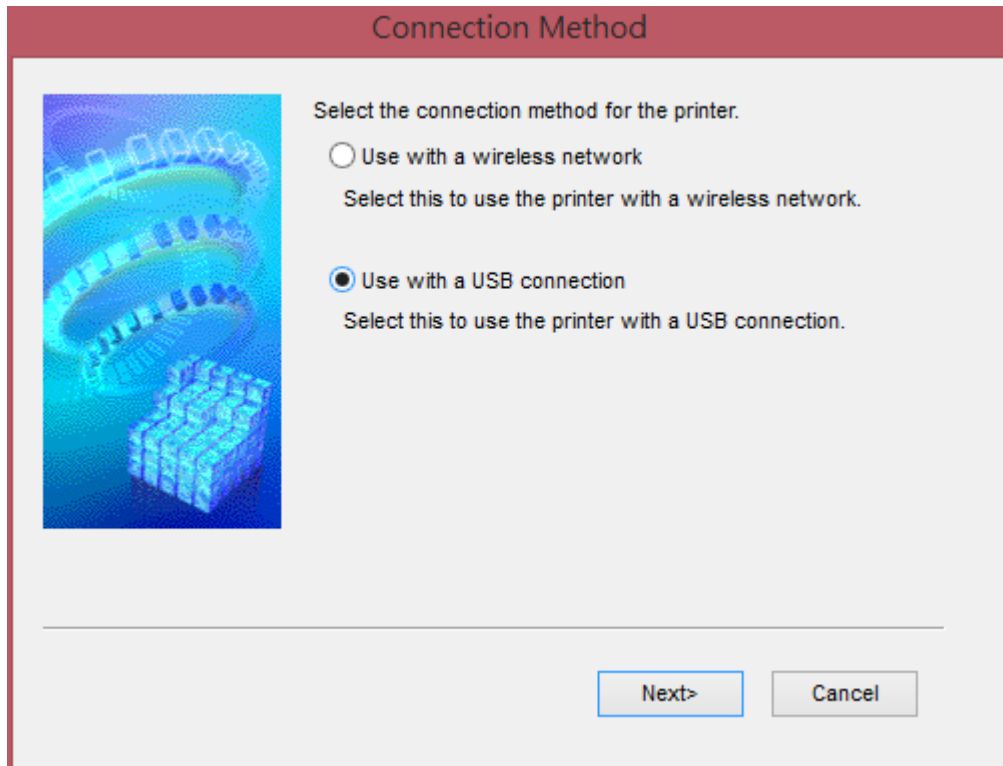 Connection Method
Select the connection method for the printer.
Use with a wireless network
Select this to use the printer with a wireless network.
Use with a USB connection
Select this to use the printer with a USB connection.
Next>
Cancel